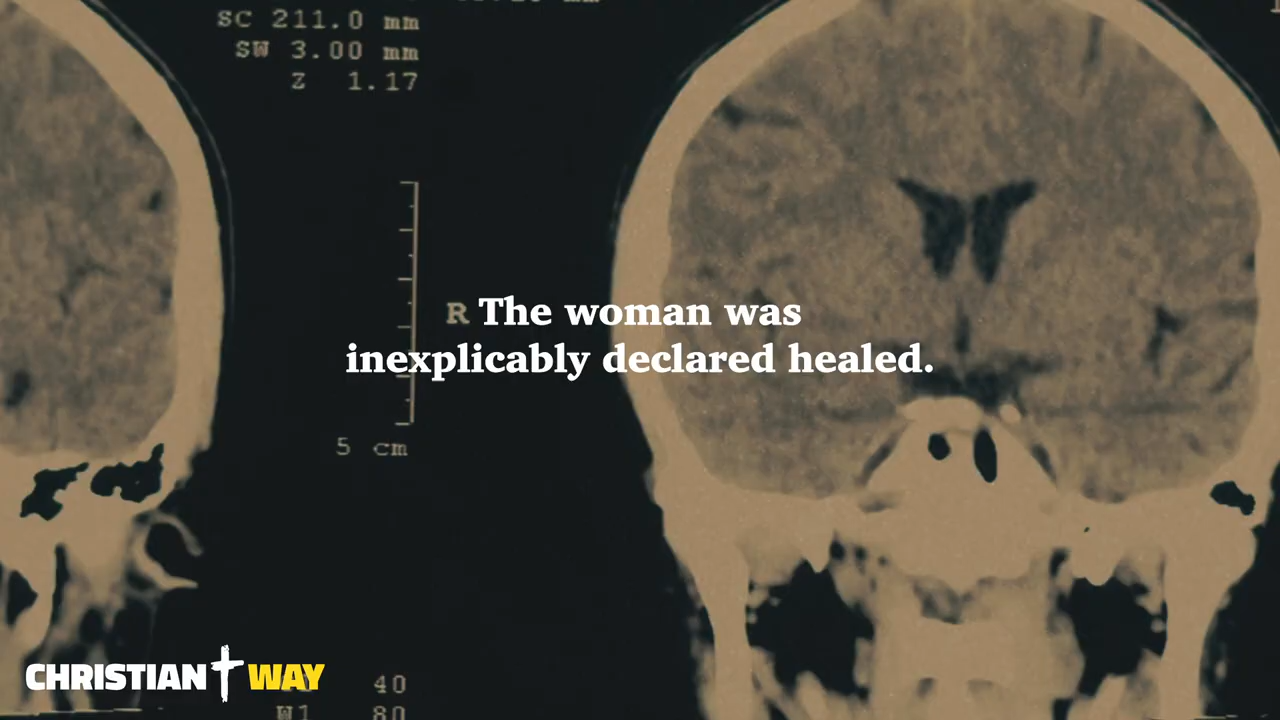 SC 211.0 mm
SW 3.00 mm
Z 1.17
R
The woman was
inexplicably declared healed.
5 cm
CHRISTIAN WAY
40
W1 80